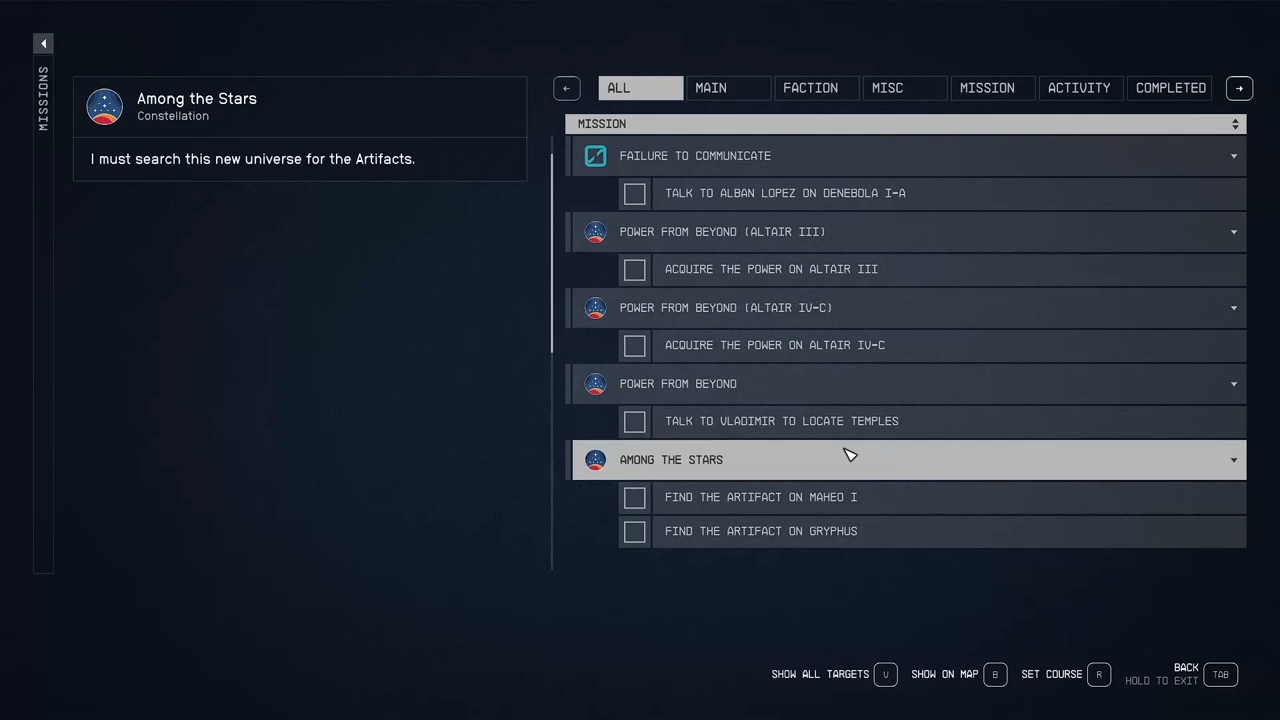 MISSIONS
Among the Stars
Constellation
I must search this new universe for the Artifacts.
ALL
MAIN
FACTION
MISC
MISSION
ACTIVITY
COMPLETED
MISSION
FAILURE TO COMMUNICATE
TALK TO ALBAN LOPEZ ON DENEBOLA I-A
POWER FROM BEYOND (ALTAIR III)
ACQUIRE THE POWER ON ALTAIR III
POWER FROM BEYOND (ALTAIR IV-C)
ACQUIRE THE POWER ON ALTAIR IV-C
POWER FROM BEYOND
TALK TO VLADIMIR TO LOCATE TEMPLES
AMONG THE STARS
FIND THE ARTIFACT ON MAHEO I
FIND THE ARTIFACT ON GRYPHUS
SHOW ALL TARGETS V
SHOW ON MAP B
SET COURSE R
BACK
HOLD TO EXIT
TAB